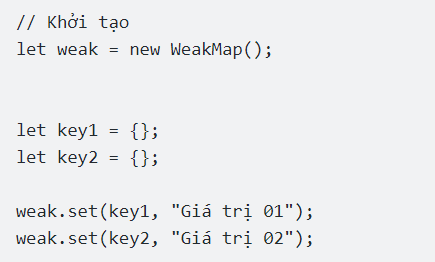 // Khởi tạo
let weak = new WeakMap();
let key1 = {};
let key2 = {};
weak.set(key1, "Giá trị 01");
weak.set(key2, "Giá trị 02");